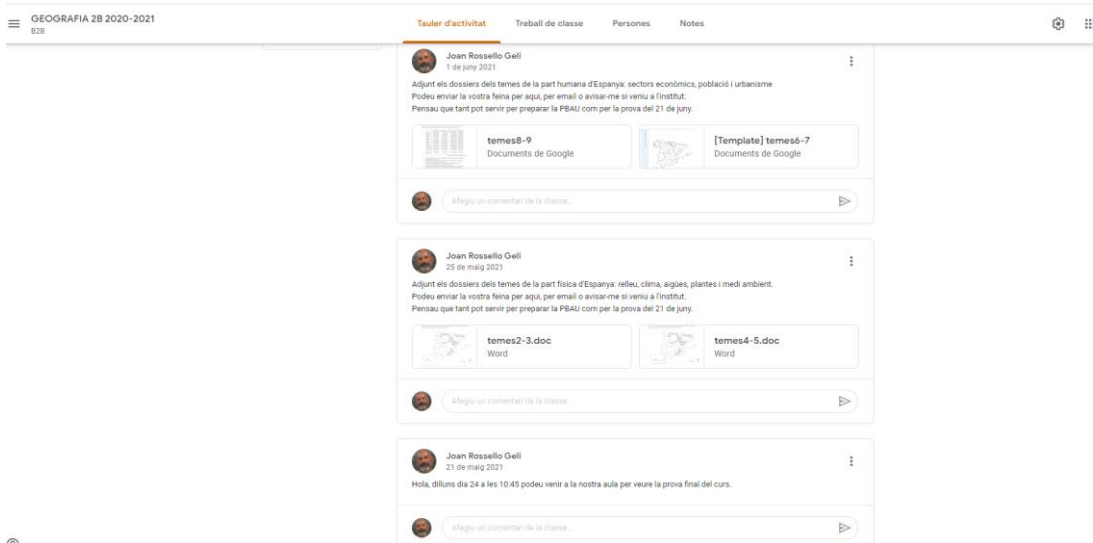 GEOGRAFIA 2B 2020-2021
B2B
Tauler d'activitat
Treball de classe
Persones
Notes
Joan Rossello Geli
1 de juny 2021
Adjunt els dossiers dels temes de la part humana d'Espanya: sectors econòmics, població i urbanisme
Podeu enviar la vostra feina per aqui, per email o avisar-me si veniu a l'institut.
Pensau que tant pot servir per preparar la PBAU com per la prova del 21 de juny.
temes8-9
Documents de Google
[Template] temes6-7
Documents de Google
Afegiu un comentari de la classe...
Joan Rossello Geli
25 de maig 2021
Adjunt els dossiers dels temes de la part física d'Espanya: relleu, clima, aigües, plantes i medi ambient.
Podeu enviar la vostra feina per aqui, per email o avisar-me si veniu a l'institut.
Pensau que tant pot servir per preparar la PBAU com per la prova del 21 de juny.
temes2-3.doc
Word
temes4-5.doc
Word
Afegiu un comentari de la classe...
Joan Rossello Geli
21 de maig 2021
Hola, dilluns dia 24 a les 10:45 podeu venir a la nostra aula per veure la prova final del curs.
Afegiu un comentari de la classe...